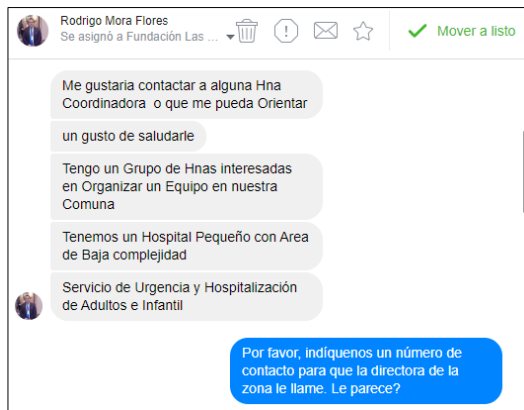 Rodrigo Mora Flores
Se asignó a Fundación Las ...
Mover a listo
Me gustaria contactar a alguna Hna
Coordinadora o que me pueda Orientar
un gusto de saludarle
Tengo un Grupo de Hnas interesadas
en Organizar un Equipo en nuestra
Comuna
Tenemos un Hospital Pequeño con Area
de Baja complejidad
Servicio de Urgencia y Hospitalización
de Adultos e Infantil
Por favor, indíquenos un número de
contacto para que la directora de la
zona le llame. Le parece?